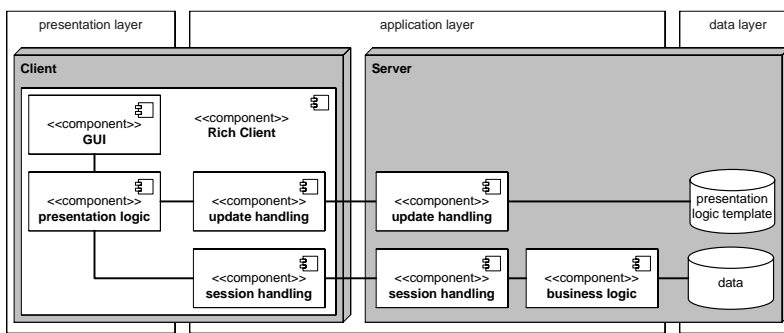 presentation layer
application layer
data layer
Client
Server
<<component>>
GUI
<<component>>
Rich Client
<<component>>
presentation logic
<<component>>
update handling
<<component>>
update handling
presentation
logic template
<<component>>
session handling
<<component>>
session handling
<<component>>
business logic
data